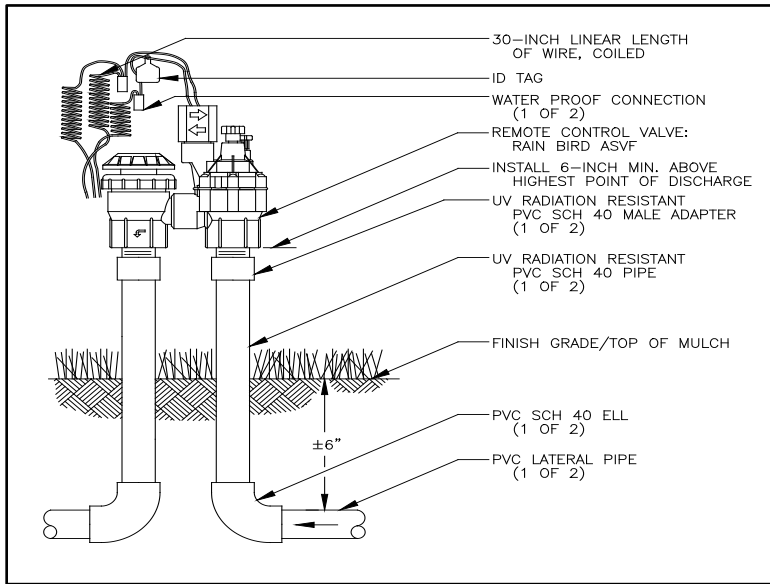 30-INCH LINEAR LENGTH
OF WIRE, COILED
ID TAG
WATER PROOF CONNECTION
(1 OF 2)
REMOTE CONTROL VALVE:
RAIN BIRD ASVF
INSTALL 6-INCH MIN. ABOVE
HIGHEST POINT OF DISCHARGE
UV RADIATION RESISTANT
PVC SCH 40 MALE ADAPTER
(1 OF 2)
UV RADIATION RESISTANT
PVC SCH 40 PIPE
(1 OF 2)
FINISH GRADE/TOP OF MULCH
±6"
PVC SCH 40 ELL
(1 OF 2)
PVC LATERAL PIPE
(1 OF 2)